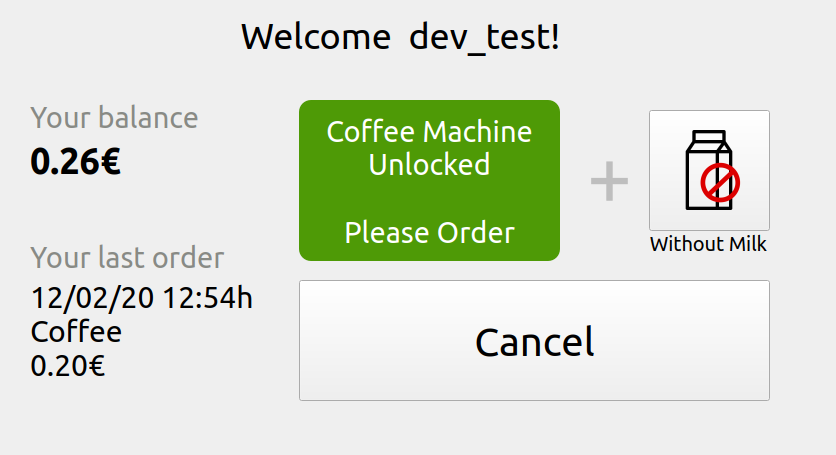 Welcome dev_test!
Your balance
0.26€
Your last order
12/02/20 12:54h
Coffee
0.20€
Coffee Machine
Unlocked
Please Order
+
Without Milk
Cancel